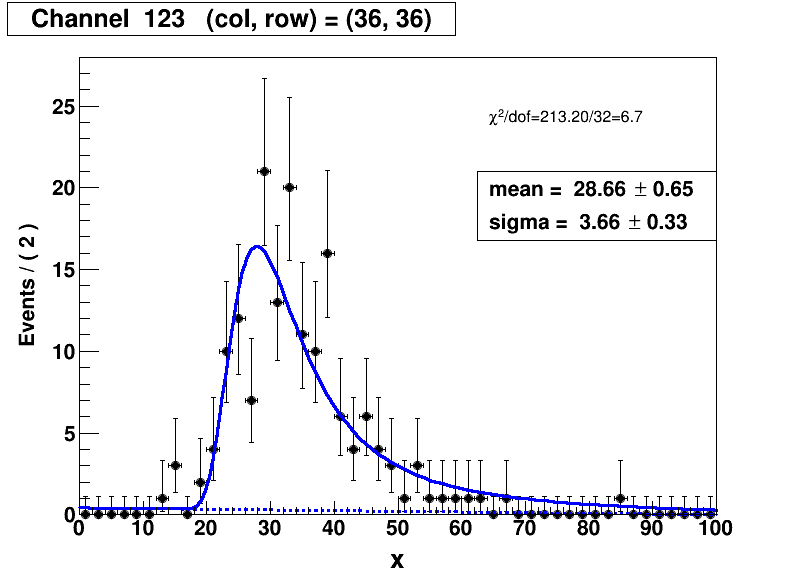 Channel  123   (col, row) = (36, 36)
χ²/dof=213.20/32=6.7
mean =  28.66 ± 0.65
sigma =  3.66 ± 0.33
Events / ( 2 )
25
20
15
10
5
0
0 10 20 30 40 50 60 70 80 90 100
x